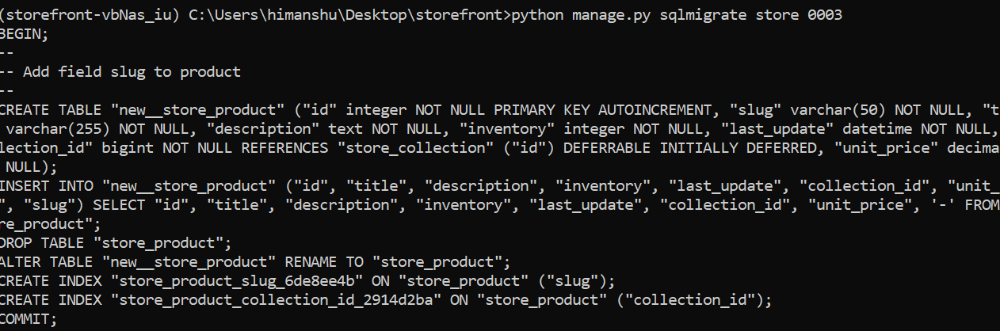 (storefront-vbNas_iu) C:\Users\himanshu\Desktop\storefront>python manage.py sqlmigrate store 0003
BEGIN;
--
-- Add field slug to product
--
CREATE TABLE "new__store_product" ("id" integer NOT NULL PRIMARY KEY AUTOINCREMENT, "slug" varchar(50) NOT NULL, "t
varchar(255) NOT NULL, "description" text NOT NULL, "inventory" integer NOT NULL, "last_update" datetime NOT NULL,
lection_id" bigint NOT NULL REFERENCES "store_collection" ("id") DEFERRABLE INITIALLY DEFERRED, "unit_price" decima
NULL);
INSERT INTO "new__store_product" ("id", "title", "description", "inventory", "last_update", "collection_id", "unit_
", "slug") SELECT "id", "title", "description", "inventory", "last_update", "collection_id", "unit_price", '-' FROM
re_product";
DROP TABLE "store_product";
ALTER TABLE "new__store_product" RENAME TO "store_product";
CREATE INDEX "store_product_slug_6de8ee4b" ON "store_product" ("slug");
CREATE INDEX "store_product_collection_id_2914d2ba" ON "store_product" ("collection_id");
COMMIT;